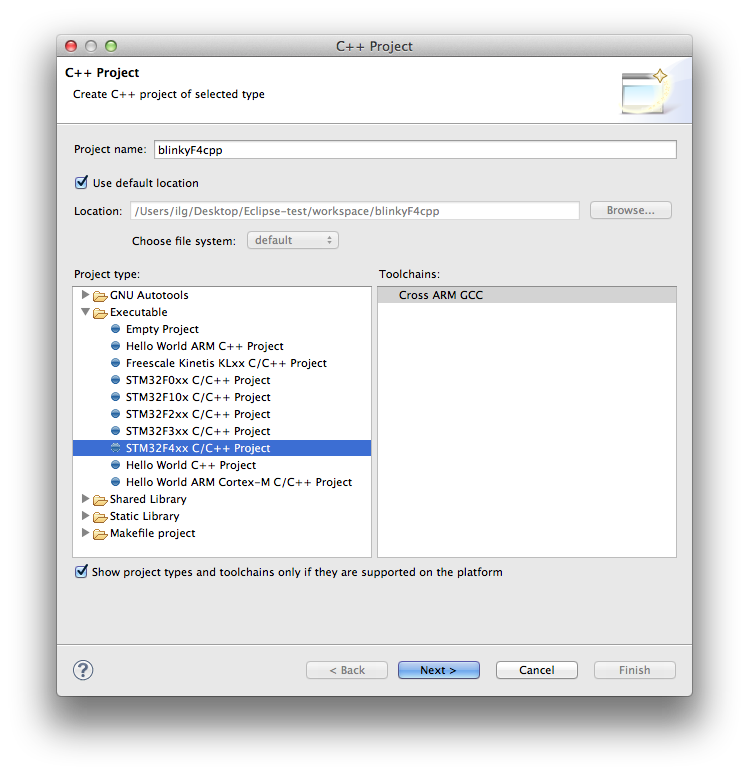 C++ Project
C++ Project
Create C++ project of selected type
Project name: blinkyF4cpp
Use default location
Location: /Users/ilg/Desktop/Eclipse-test/workspace/blinkyF4cpp Browse...
Choose file system: default
Project type: Toolchains:
GNU Autotools Cross ARM GCC
Executable
Empty Project
Hello World ARM C++ Project
Freescale Kinetis KLxx C/C++ Project
STM32F0xx C/C++ Project
STM32F10x C/C++ Project
STM32F2xx C/C++ Project
STM32F3xx C/C++ Project
STM32F4xx C/C++ Project
Hello World C++ Project
Hello World ARM Cortex-M C/C++ Project
Shared Library
Static Library
Makefile project
Show project types and toolchains only if they are supported on the platform
? < Back Next > Cancel Finish